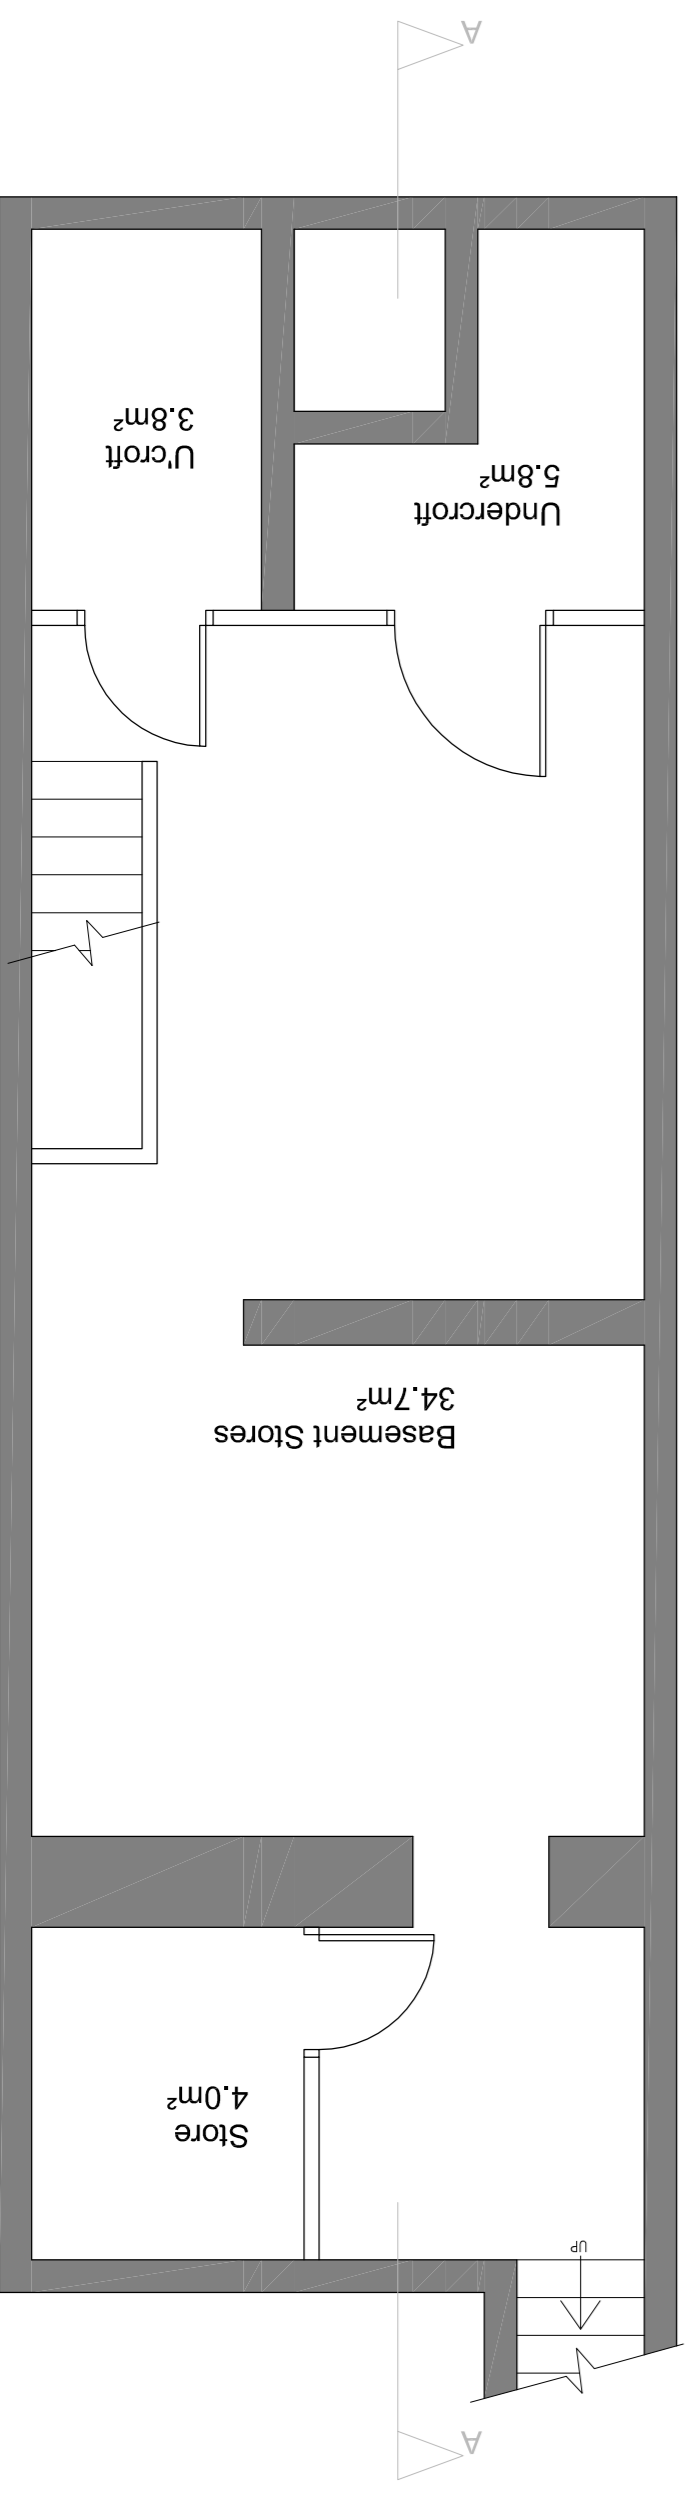 A
UP
Store
4.0m²
Basement Stores
34.7m²
Undercroft
5.8m²
U'croft
3.8m²
A